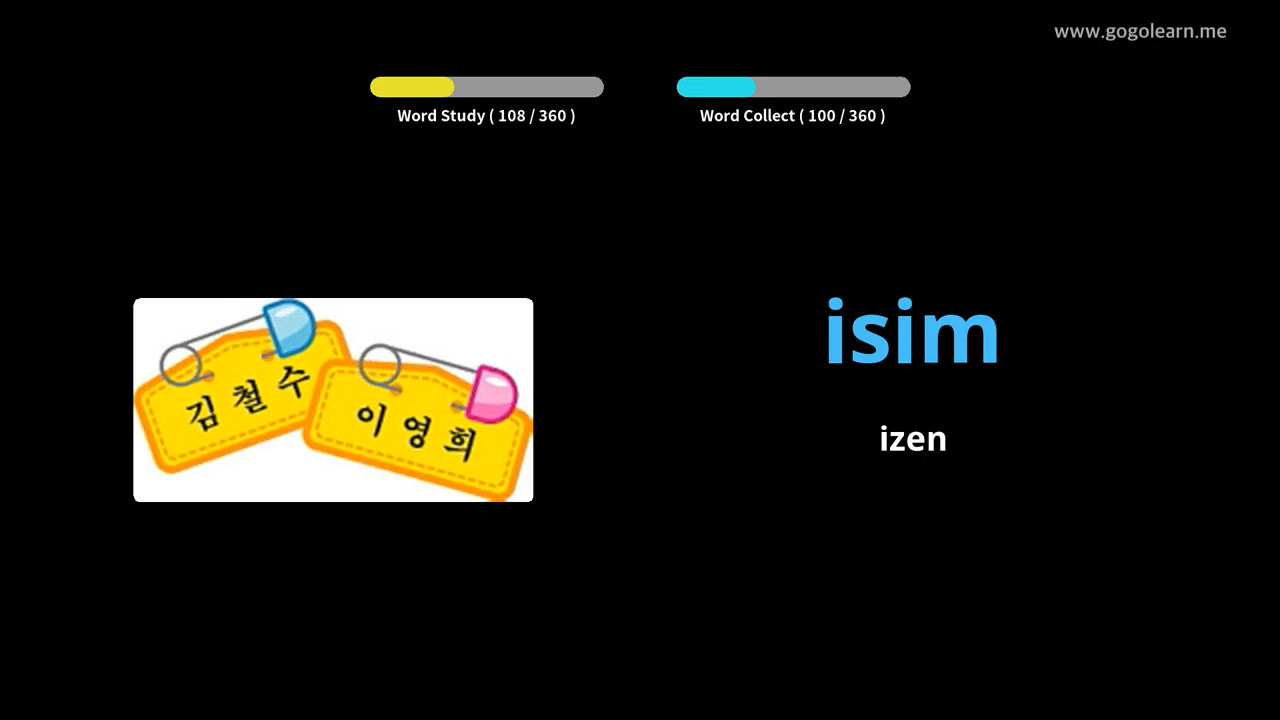 www.gogolearn.me
Word Study ( 108 / 360 )
Word Collect ( 100 / 360 )
김철수
이영희
isim
izen